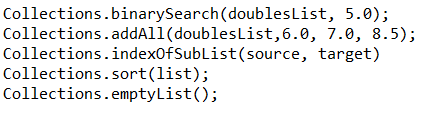 Collections.binarySearch(doublesList, 5.0);
Collections.addAll(doublesList,6.0, 7.0, 8.5);
Collections.indexOfSubList(source, target)
Collections.sort(list);
Collections.emptyList();